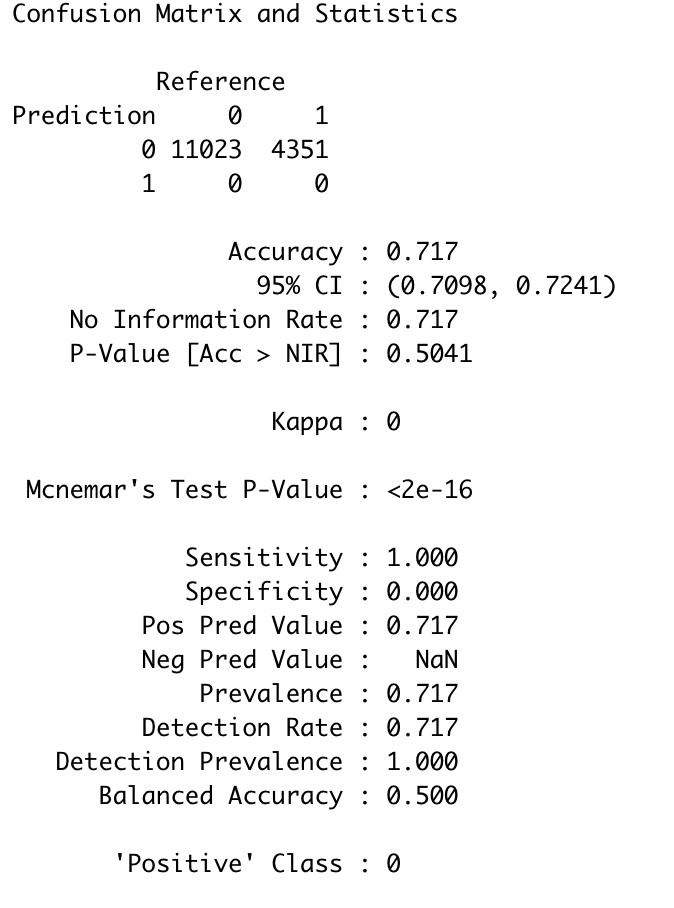 Confusion Matrix and Statistics
Reference
Prediction 0 1
0 11023 4351
1 0 0
Accuracy : 0.717
95% CI : (0.7098, 0.7241)
No Information Rate : 0.717
P-Value [Acc > NIR] : 0.5041
Kappa : 0
Mcnemar's Test P-Value : <2e-16
Sensitivity : 1.000
Specificity : 0.000
Pos Pred Value : 0.717
Neg Pred Value : NaN
Prevalence : 0.717
Detection Rate : 0.717
Detection Prevalence : 1.000
Balanced Accuracy : 0.500
'Positive' Class : 0